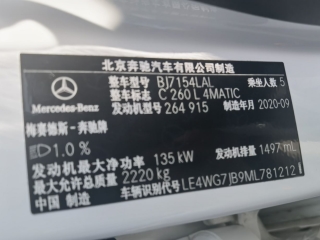 北京奔驰汽车有限公司制造
整车型号 BJ7154LAL 乘坐人数 5
整车标志 C 260 L 4MATIC
发动机型号 264 915 制造年月 2020-09
Mercedes-Benz
梅赛德斯-奔驰牌
1.0 %
发动机最大净功率 135 kW 发动机排量 1497 mL
最大允许总质量 2220 kg
中国 制造 车辆识别代号 LE4WG7JB9ML781212